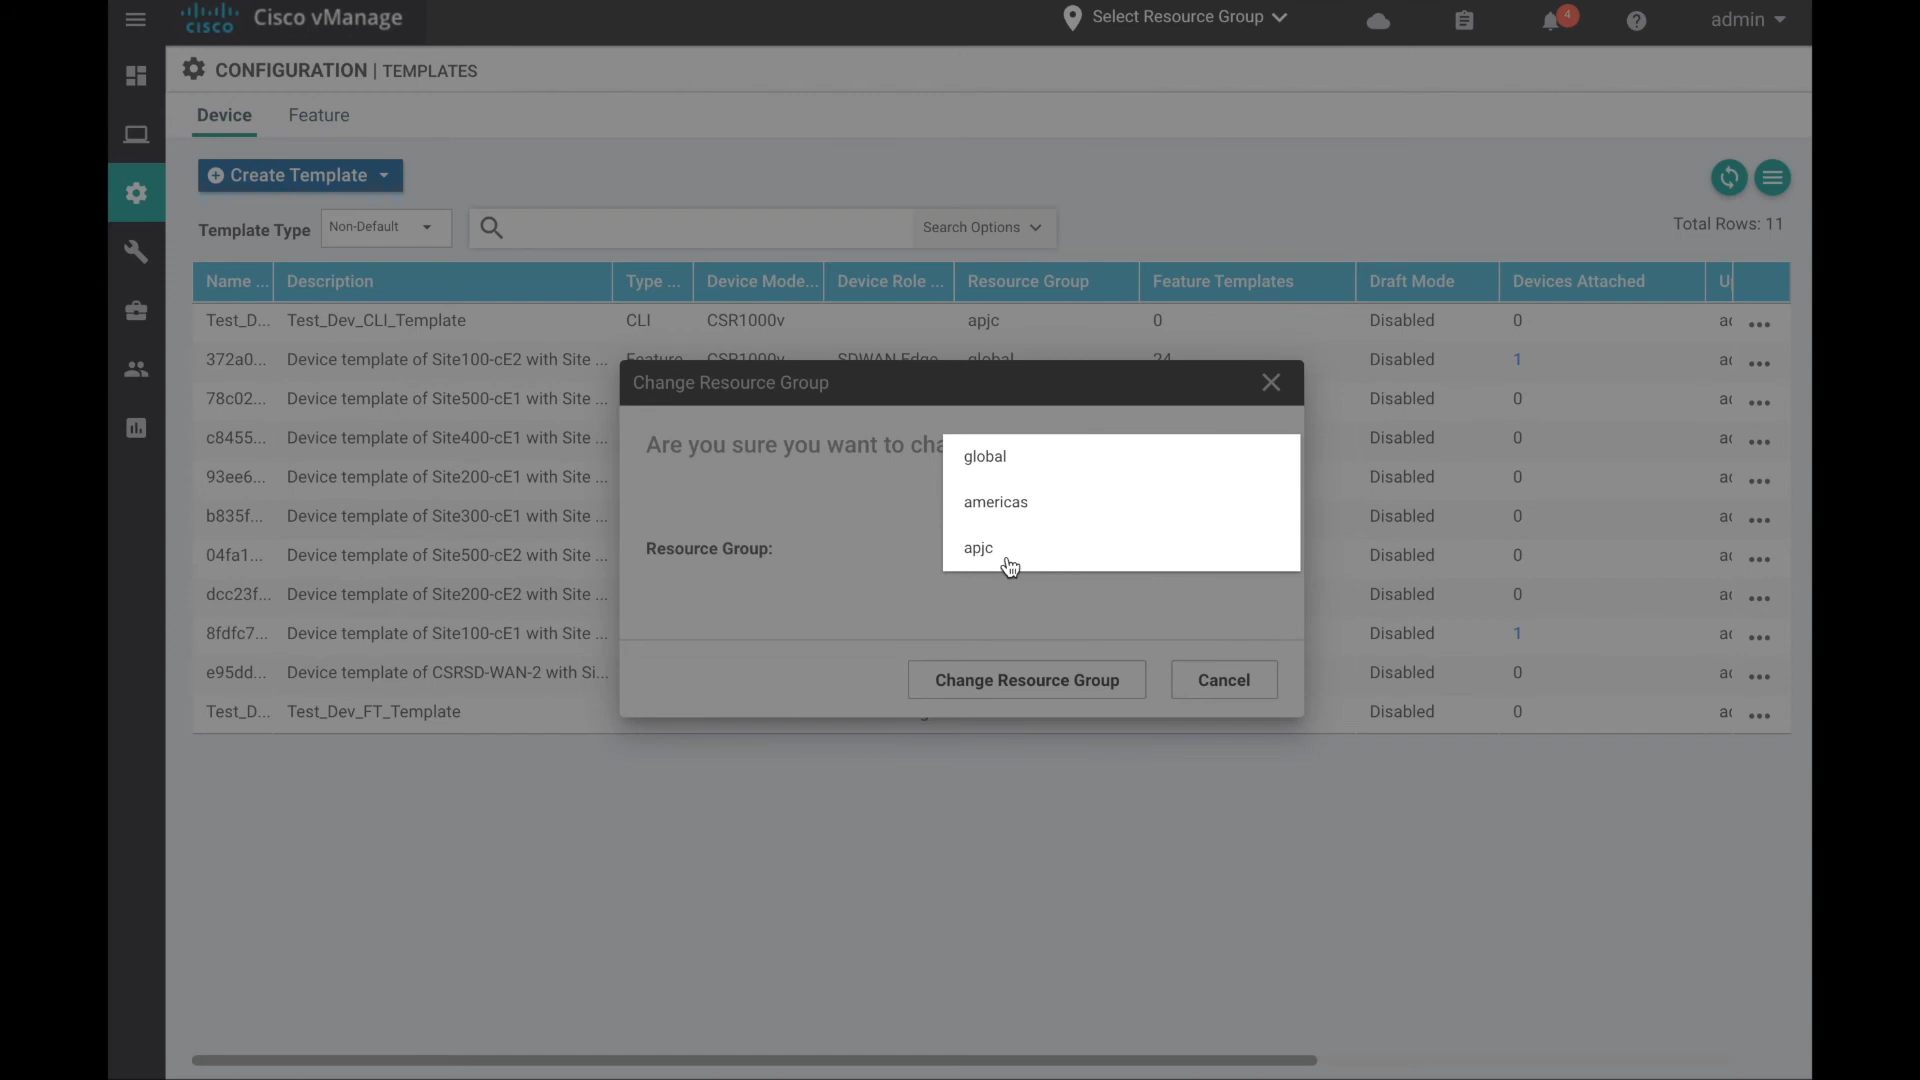 CISCO
Cisco vManage
Select Resource Group
4
admin
CONFIGURATION | TEMPLATES
Device Feature
Create Template
Template Type Non-Default Search Options Total Rows: 11
Name ... Description Type ... Device Mode... Device Role ... Resource Group Feature Templates Draft Mode Devices Attached
Test_D... Test_Dev_CLI_Template CLI CSR1000v apjc 0 Disabled 0
372a0... Device template of Site100-cE2 with Site ... Feature CSR1000v SDWAN Edge global 24 Disabled 1
78c02... Device template of Site500-cE1 with Site ... Disabled 0
c8455... Device template of Site400-cE1 with Site ... Disabled 0
93ee6... Device template of Site200-cE1 with Site ... Disabled 0
b835f... Device template of Site300-cE1 with Site ... Disabled 0
04fa1... Device template of Site500-cE2 with Site ... Disabled 0
dcc23f... Device template of Site200-cE2 with Site ... Disabled 0
8fdfc7... Device template of Site100-cE1 with Site ... Disabled 1
e95dd... Device template of CSRSD-WAN-2 with Si... Disabled 0
Test_D... Test_Dev_FT_Template Disabled 0
Change Resource Group
Are you sure you want to
global
americas
Resource Group: apjc
Change Resource Group Cancel